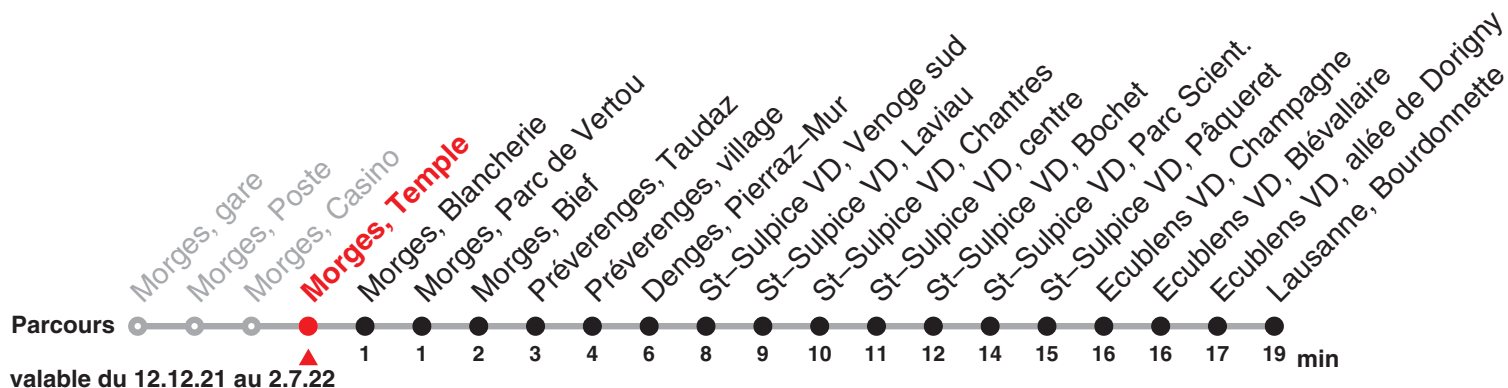 Morges, gare
Morges, Poste
Morges, Casino
Morges, Temple
Morges, Blancherie
Morges, Parc de Vertou
Morges, Bief
Préverenges, Taudaz
Préverenges, village
Denges, Pierraz–Mur
St–Sulpice VD, Venoge sud
St–Sulpice VD, Laviau
St–Sulpice VD, Chantres
St–Sulpice VD, centre
St–Sulpice VD, Bochet
St–Sulpice VD, Parc Scient.
St–Sulpice VD, Pâqueret
Ecublens VD, Champagne
Ecublens VD, Blévallaire
Ecublens VD, allée de Dorigny
Lausanne, Bourdonnette
Parcours
1 1 2 3 4 6 8 9 10 11 12 14 15 16 16 17 19 min
valable du 12.12.21 au 2.7.22